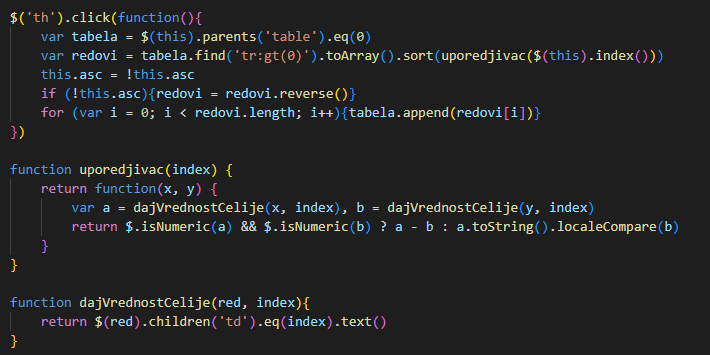 $('th').click(function(){
    var tabela = $(this).parents('table').eq(0)
    var redovi = tabela.find('tr:gt(0)').toArray().sort(uporedjivac($(this).index()))
    this.asc = !this.asc
    if (!this.asc){redovi = redovi.reverse()}
    for (var i = 0; i < redovi.length; i++){tabela.append(redovi[i])}
})

function uporedjivac(index) {
    return function(x, y) {
        var a = dajVrednostCelije(x, index), b = dajVrednostCelije(y, index)
        return $.isNumeric(a) && $.isNumeric(b) ? a - b : a.toString().localeCompare(b)
    }
}

function dajVrednostCelije(red, index){
    return $(red).children('td').eq(index).text()
}